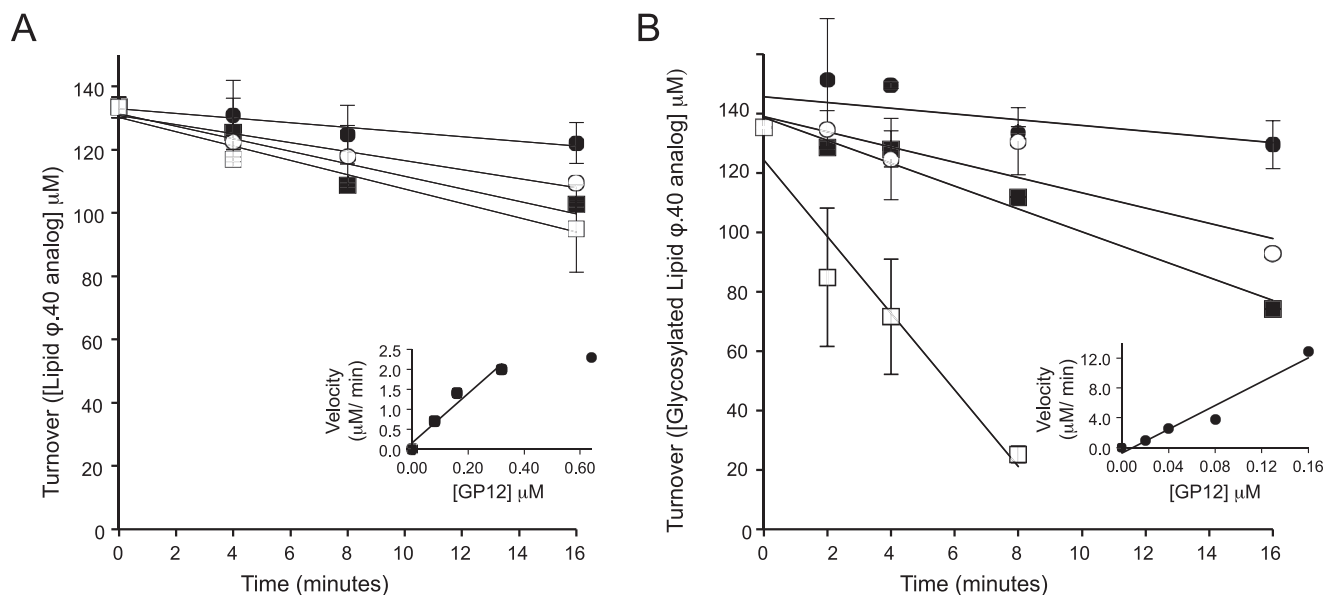 A
Turnover ([Lipid φ.40 analog] μM)
140
120
100
80
60
40
20
0
0 2 4 6 8 10 12 14 16
Time (minutes)
Velocity
(μM/ min)
2.5
2.0
1.5
1.0
0.5
0.0
0.00 0.20 0.40 0.60
[GP12] μM
B
Turnover ([Glycosylated Lipid φ.40 analog] μM)
140
120
100
80
60
40
20
0
0 2 4 6 8 10 12 14 16
Time (minutes)
Velocity
(μM/ min)
12.0
8.0
4.0
0.0
0.00 0.04 0.08 0.12 0.16
[GP12] μM